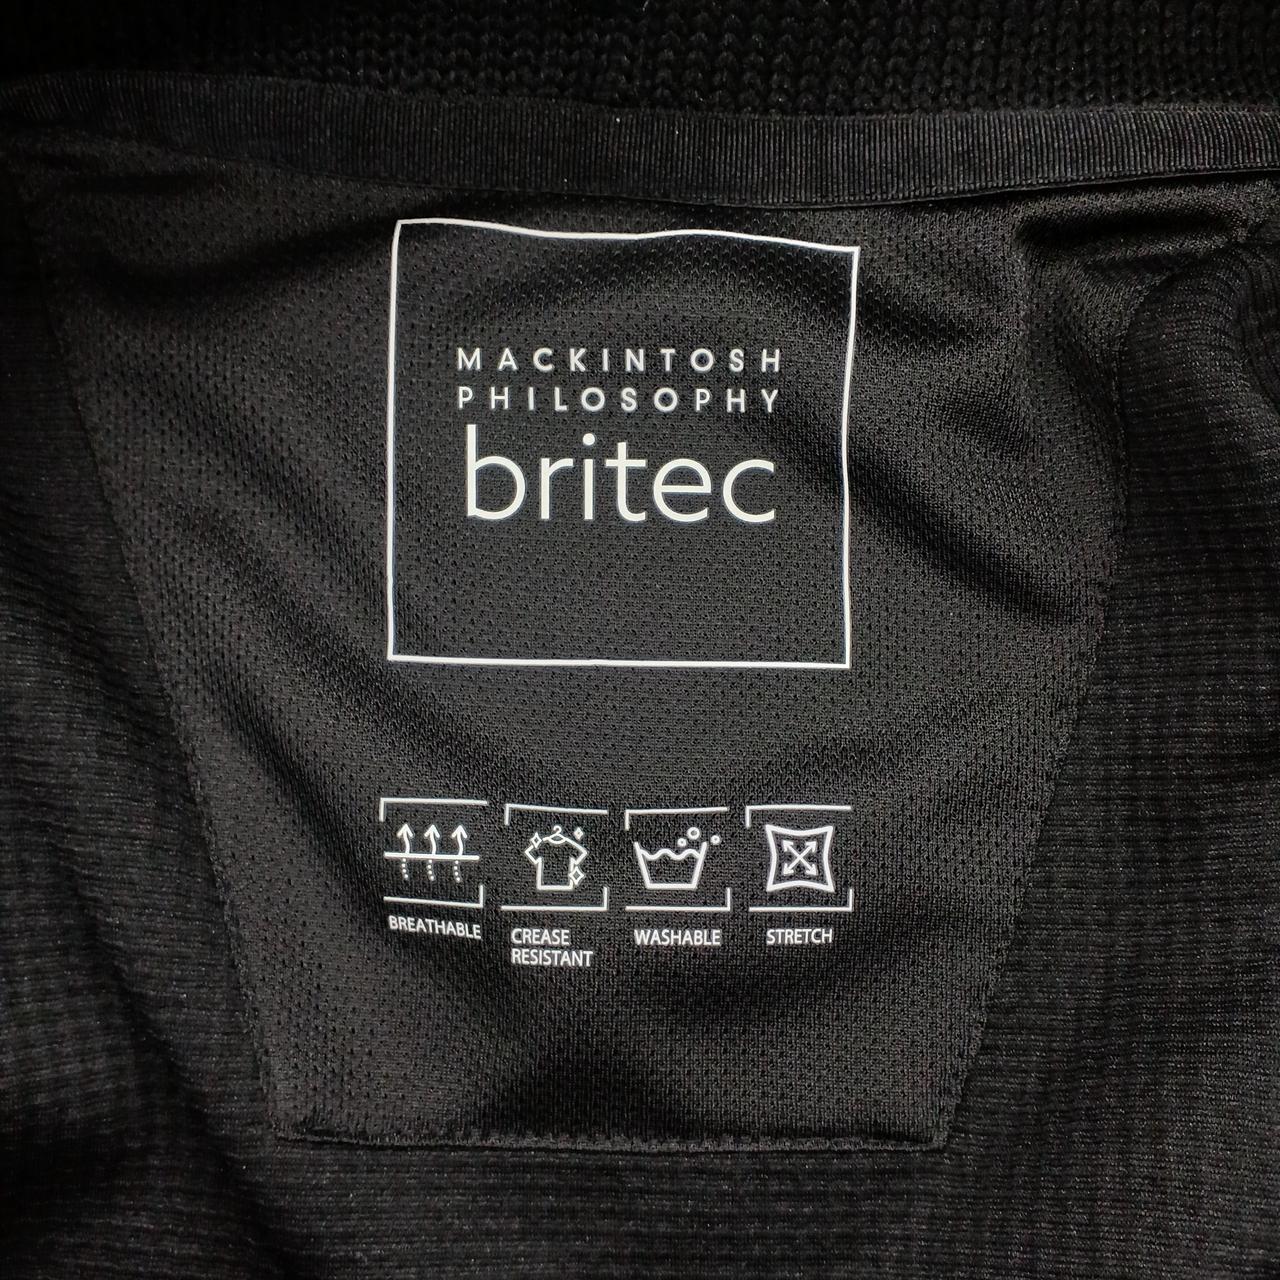 MACKINTOSH
PHILOSOPHY
britec
BREATHABLE
CREASE
RESISTANT
WASHABLE
STRETCH